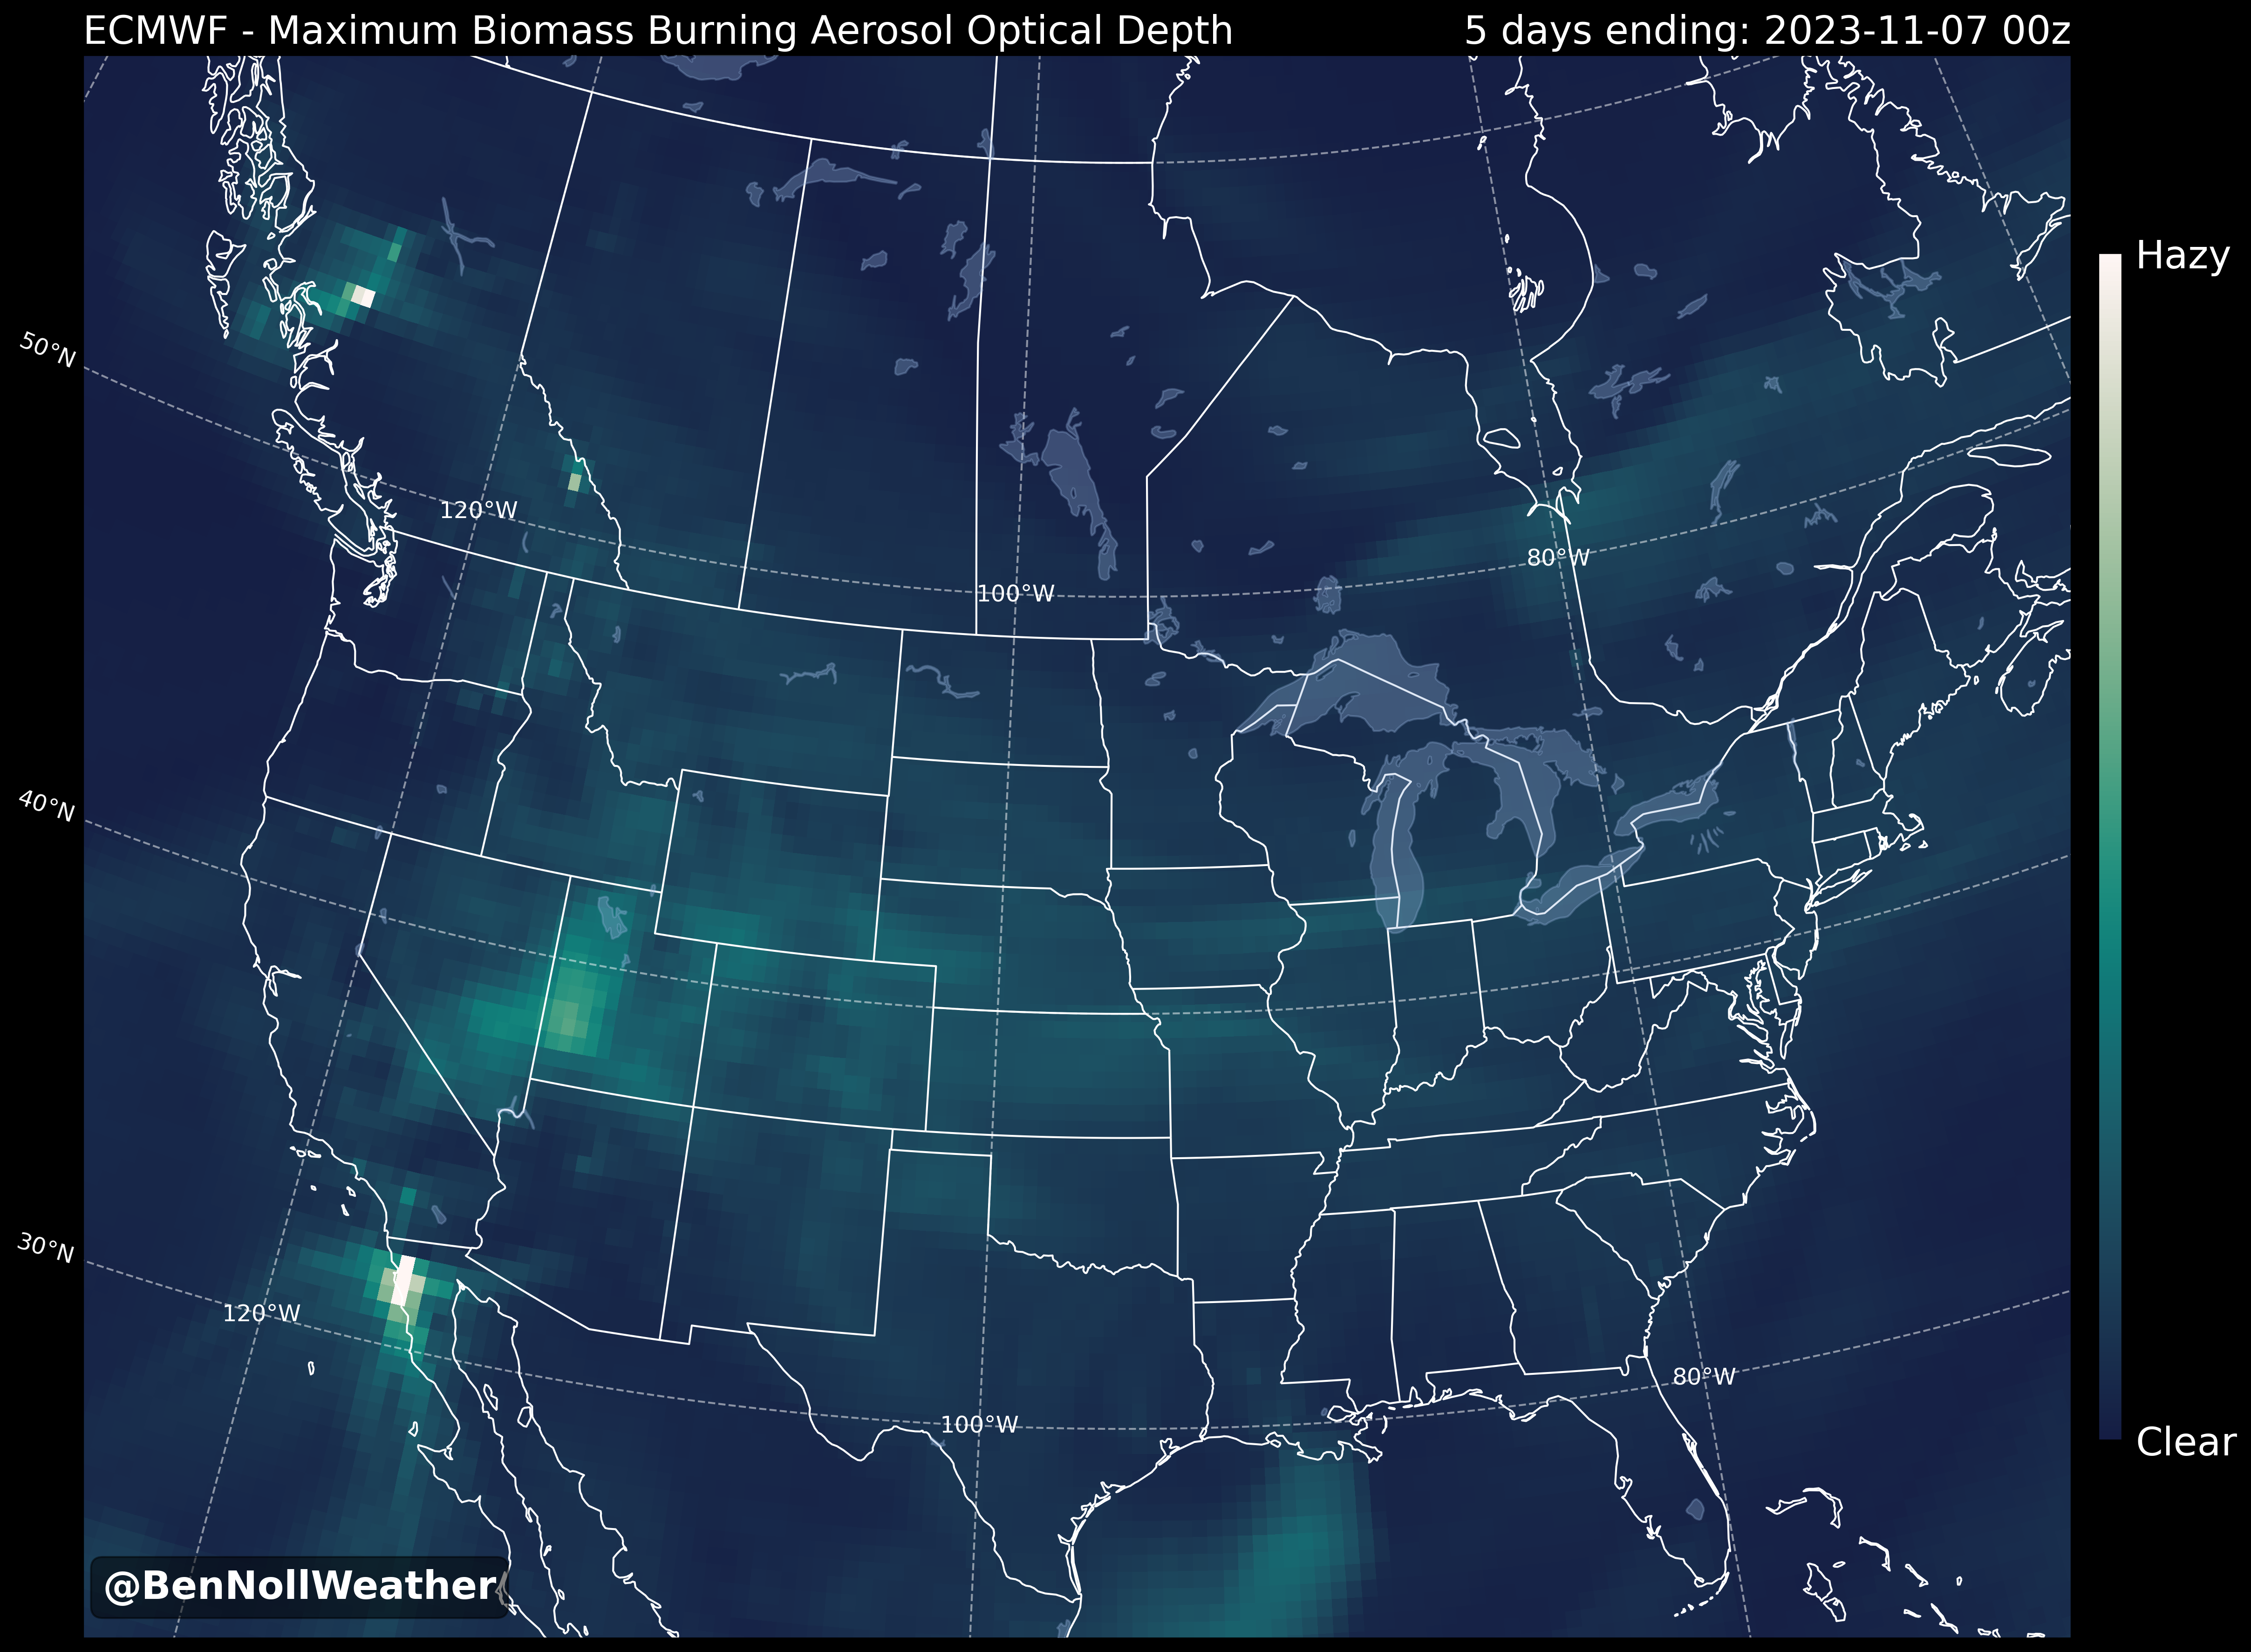 ECMWF - Maximum Biomass Burning Aerosol Optical Depth
5 days ending: 2023-11-07 00z
Hazy
50°N
120°W
80°W
100°W
40°N
30°N
120°W
80°W
100°W
Clear
@BenNollWeather